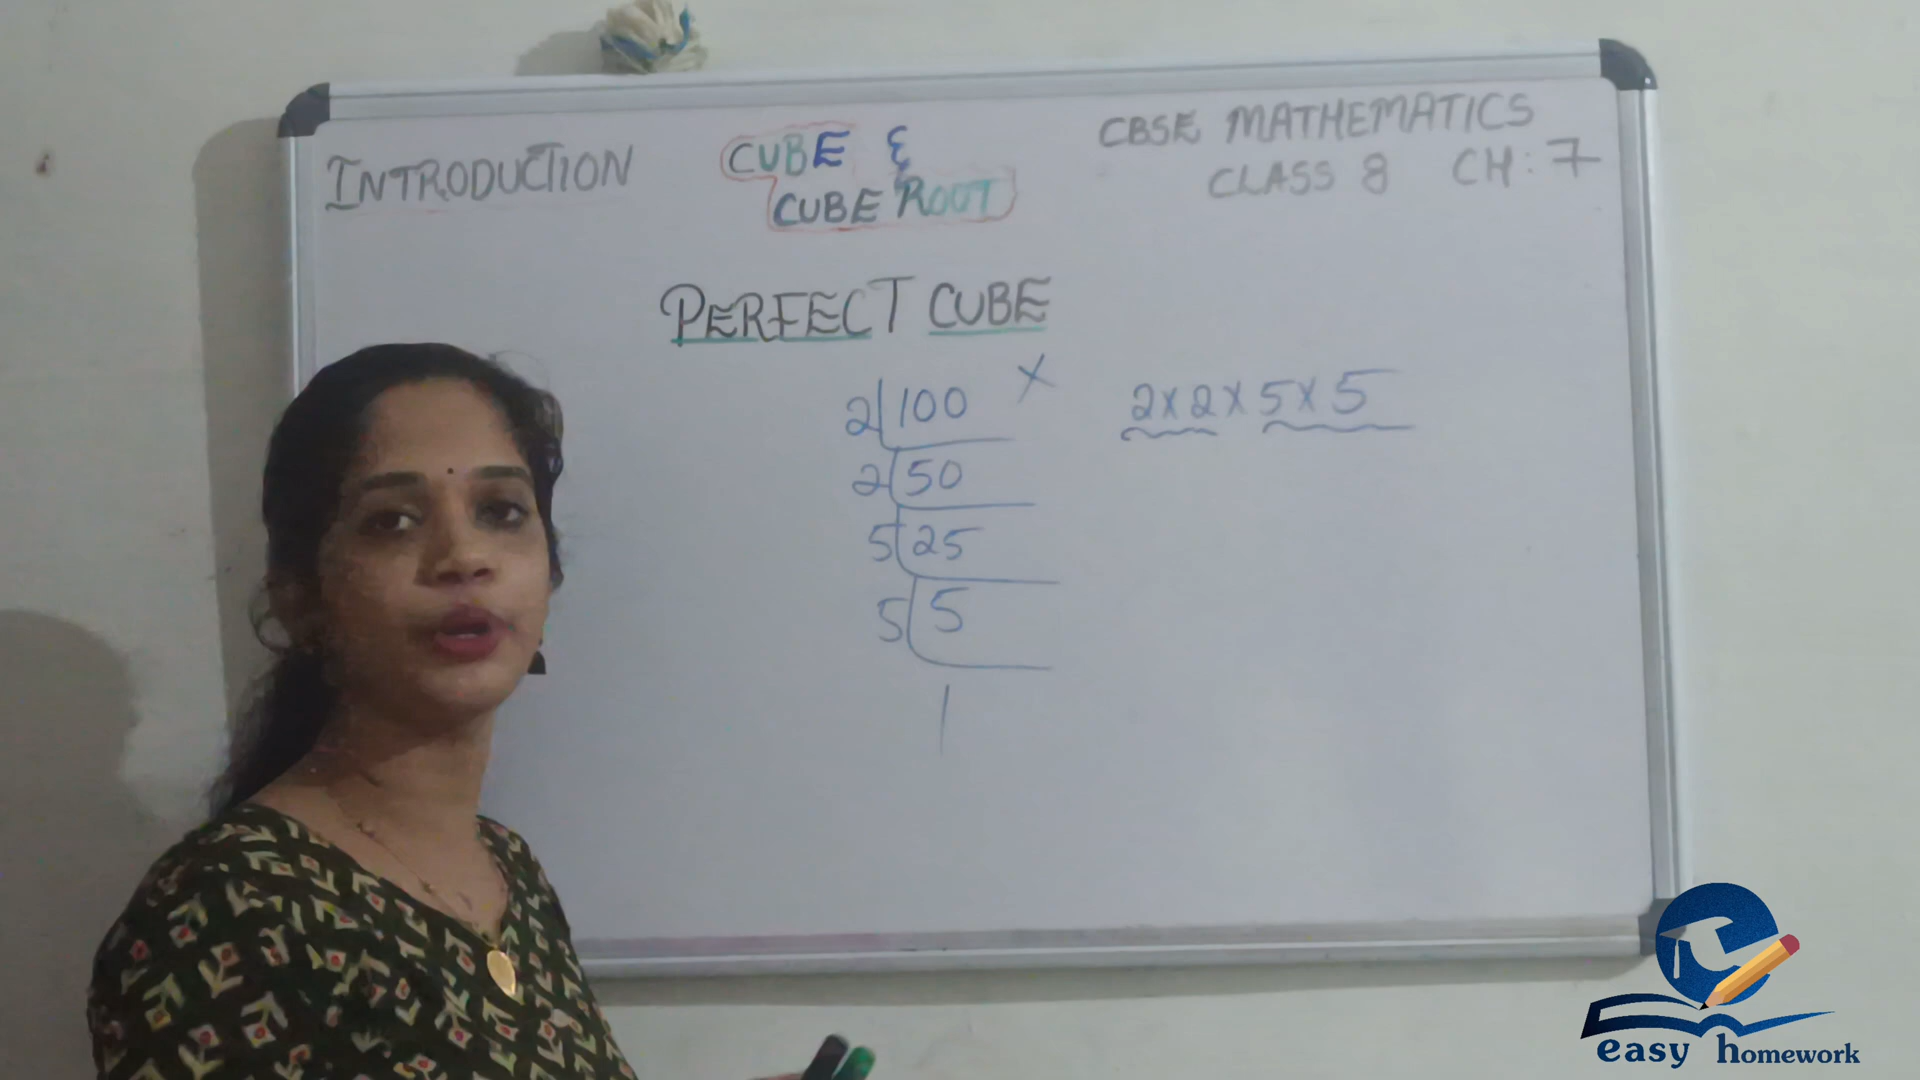 INTRODUCTION
CUBE &
CUBE ROOT
CBSE MATHEMATICS
CLASS 8 CH: 7
PERFECT CUBE
2 100 X
2 50
5 25
5 5
1
2 x 2 x 5 x 5
easy homework